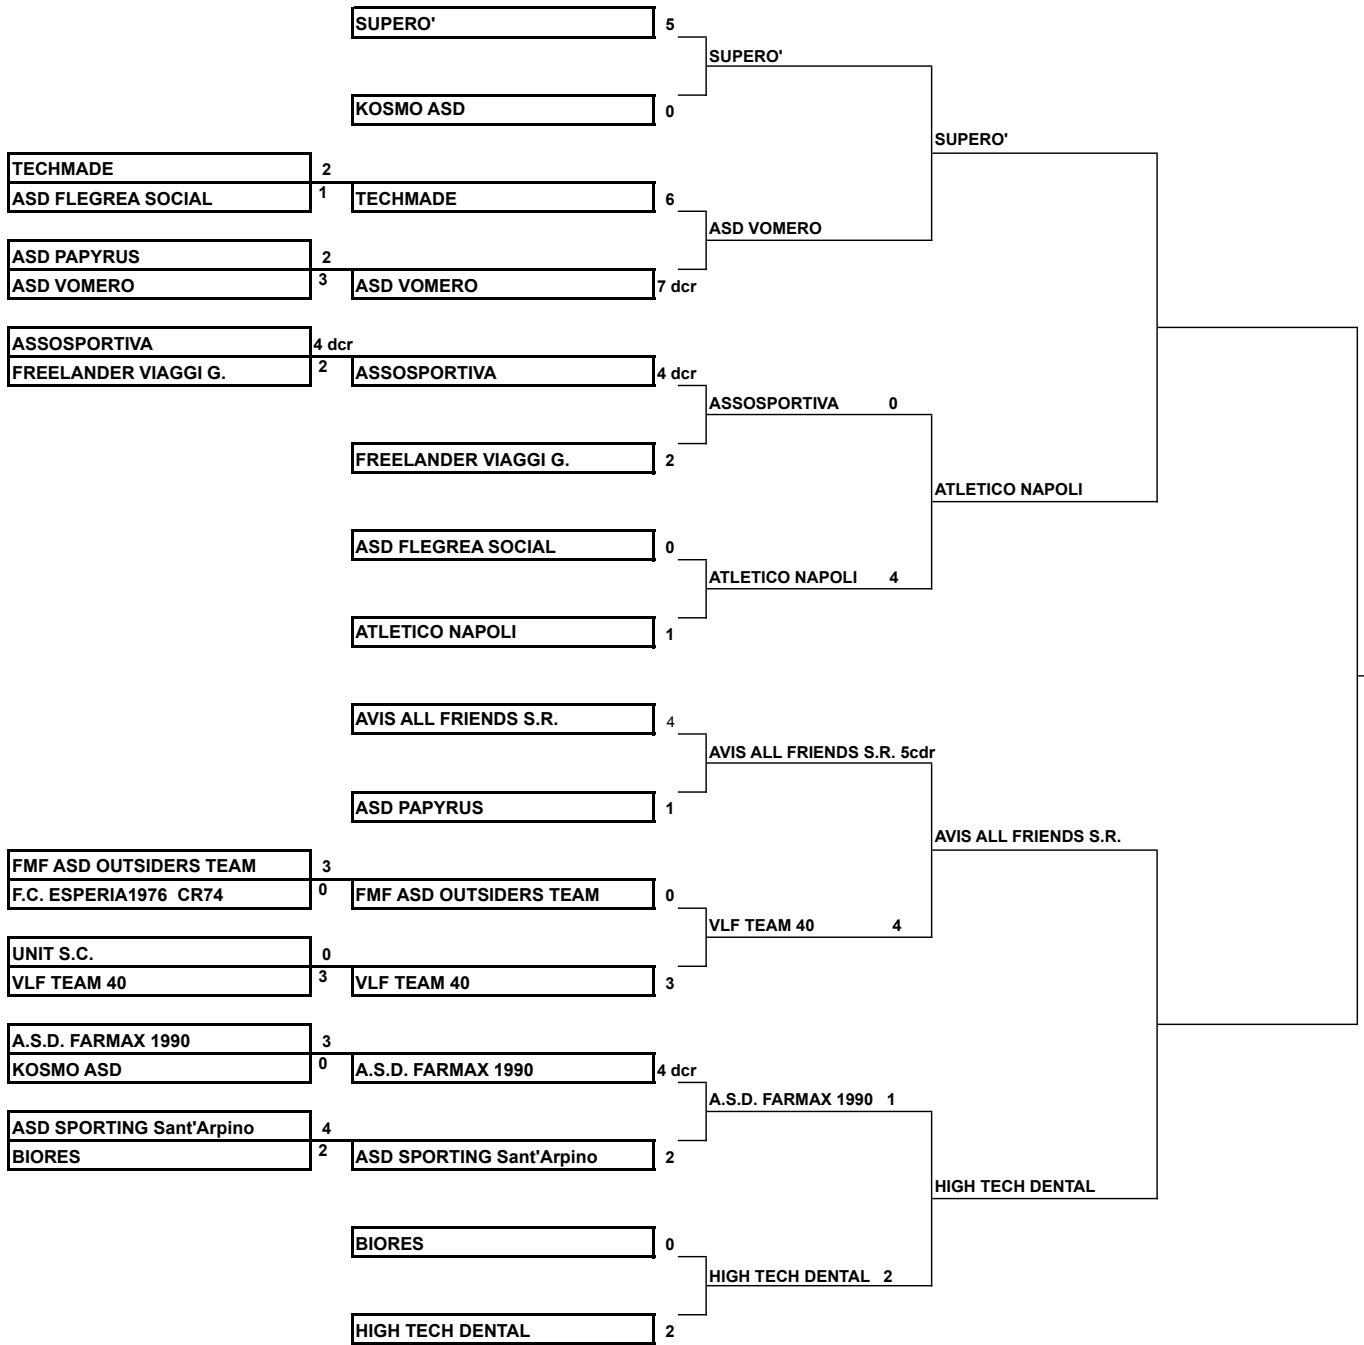 SUPERO' 5
SUPERO'
KOSMO ASD 0
SUPERO'
TECHMADE 2
ASD FLEGREA SOCIAL 1 TECHMADE 6
ASD VOMERO
ASD PAPYRUS 2
ASD VOMERO 3 ASD VOMERO 7 dcr
ASSOSPORTIVA 4 dcr
FREELANDER VIAGGI G. 2 ASSOSPORTIVA 4 dcr
ASSOSPORTIVA 0
FREELANDER VIAGGI G. 2
ATLETICO NAPOLI
ASD FLEGREA SOCIAL 0
ATLETICO NAPOLI 4
ATLETICO NAPOLI 1
AVIS ALL FRIENDS S.R. 4
AVIS ALL FRIENDS S.R. 5cdr
ASD PAPYRUS 1
AVIS ALL FRIENDS S.R.
FMF ASD OUTSIDERS TEAM 3
F.C. ESPERIA1976 CR74 0 FMF ASD OUTSIDERS TEAM 0
VLF TEAM 40 4
UNIT S.C. 0
VLF TEAM 40 3 VLF TEAM 40 3
A.S.D. FARMAX 1990 3
KOSMO ASD 0 A.S.D. FARMAX 1990 4 dcr
A.S.D. FARMAX 1990 1
ASD SPORTING Sant'Arpino 4
BIORES 2 ASD SPORTING Sant'Arpino 2
HIGH TECH DENTAL
BIORES 0
HIGH TECH DENTAL 2
HIGH TECH DENTAL 2